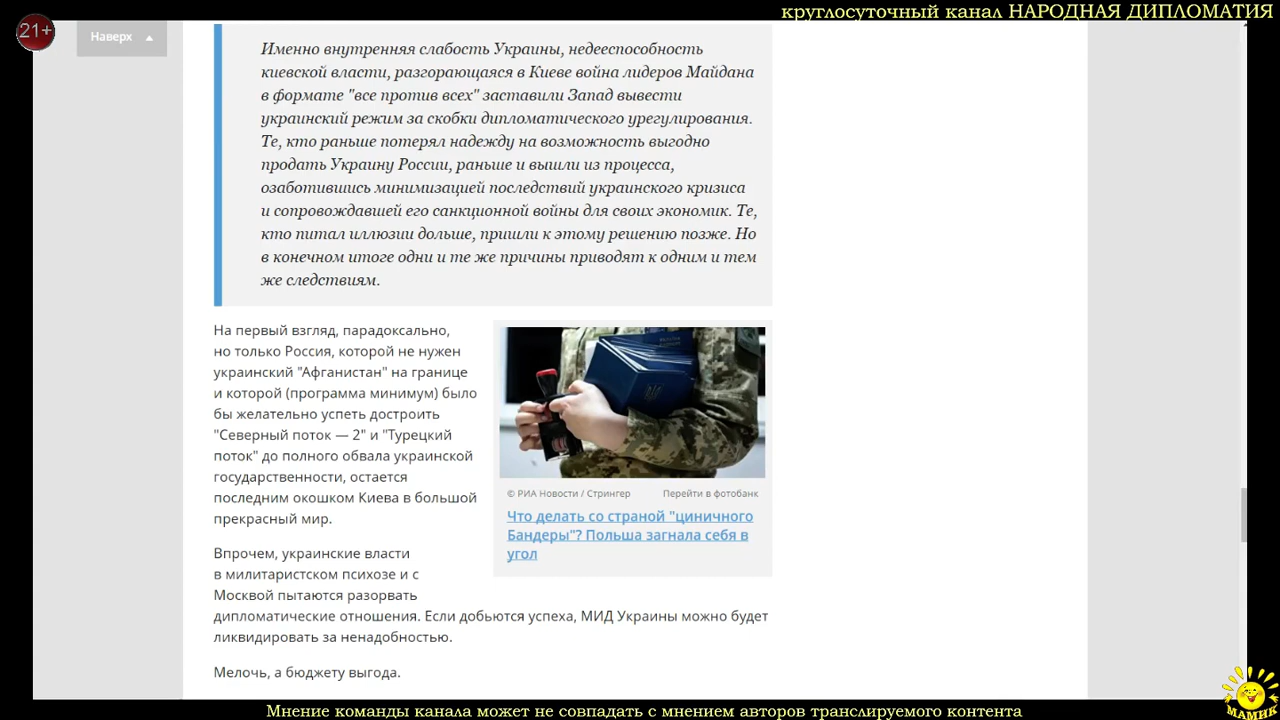 круглосуточный канал НАРОДНАЯ ДИПЛОМАТИЯ
21+
Наверх
Именно внутренняя слабость Украины, недееспособность
киевской власти, разгорающаяся в Киеве война лидеров Майдана
в формате "все против всех" заставили Запад вывести
украинский режим за скобки дипломатического урегулирования.
Те, кто раньше потерял надежду на возможность выгодно
продать Украину России, раньше и вышли из процесса,
озаботившись минимизацией последствий украинского кризиса
и сопровождавшей его санкционной войны для своих экономик. Те,
кто питал иллюзии дольше, пришли к этому решению позже. Но
в конечном итоге одни и те же причины приводят к одним и тем
же следствиям.
На первый взгляд, парадоксально,
но только Россия, которой не нужен
украинский "Афганистан" на границе
и которой (программа минимум) было
бы желательно успеть достроить
"Северный поток — 2" и "Турецкий
поток" до полного обвала украинской
государственности, остается
последним окошком Киева в большой
прекрасный мир.
© РИА Новости / Стрингер
Перейти в фотобанк
Что делать со страной "циничного
Бандеры"? Польша загнала себя в
угол
Впрочем, украинские власти
в милитаристском психозе и с
Москвой пытаются разорвать
дипломатические отношения. Если добьются успеха, МИД Украины можно будет
ликвидировать за ненадобностью.
Мелочь, а бюджету выгода.
МАМИК
Мнение команды канала может не совпадать с мнением авторов транслируемого контента